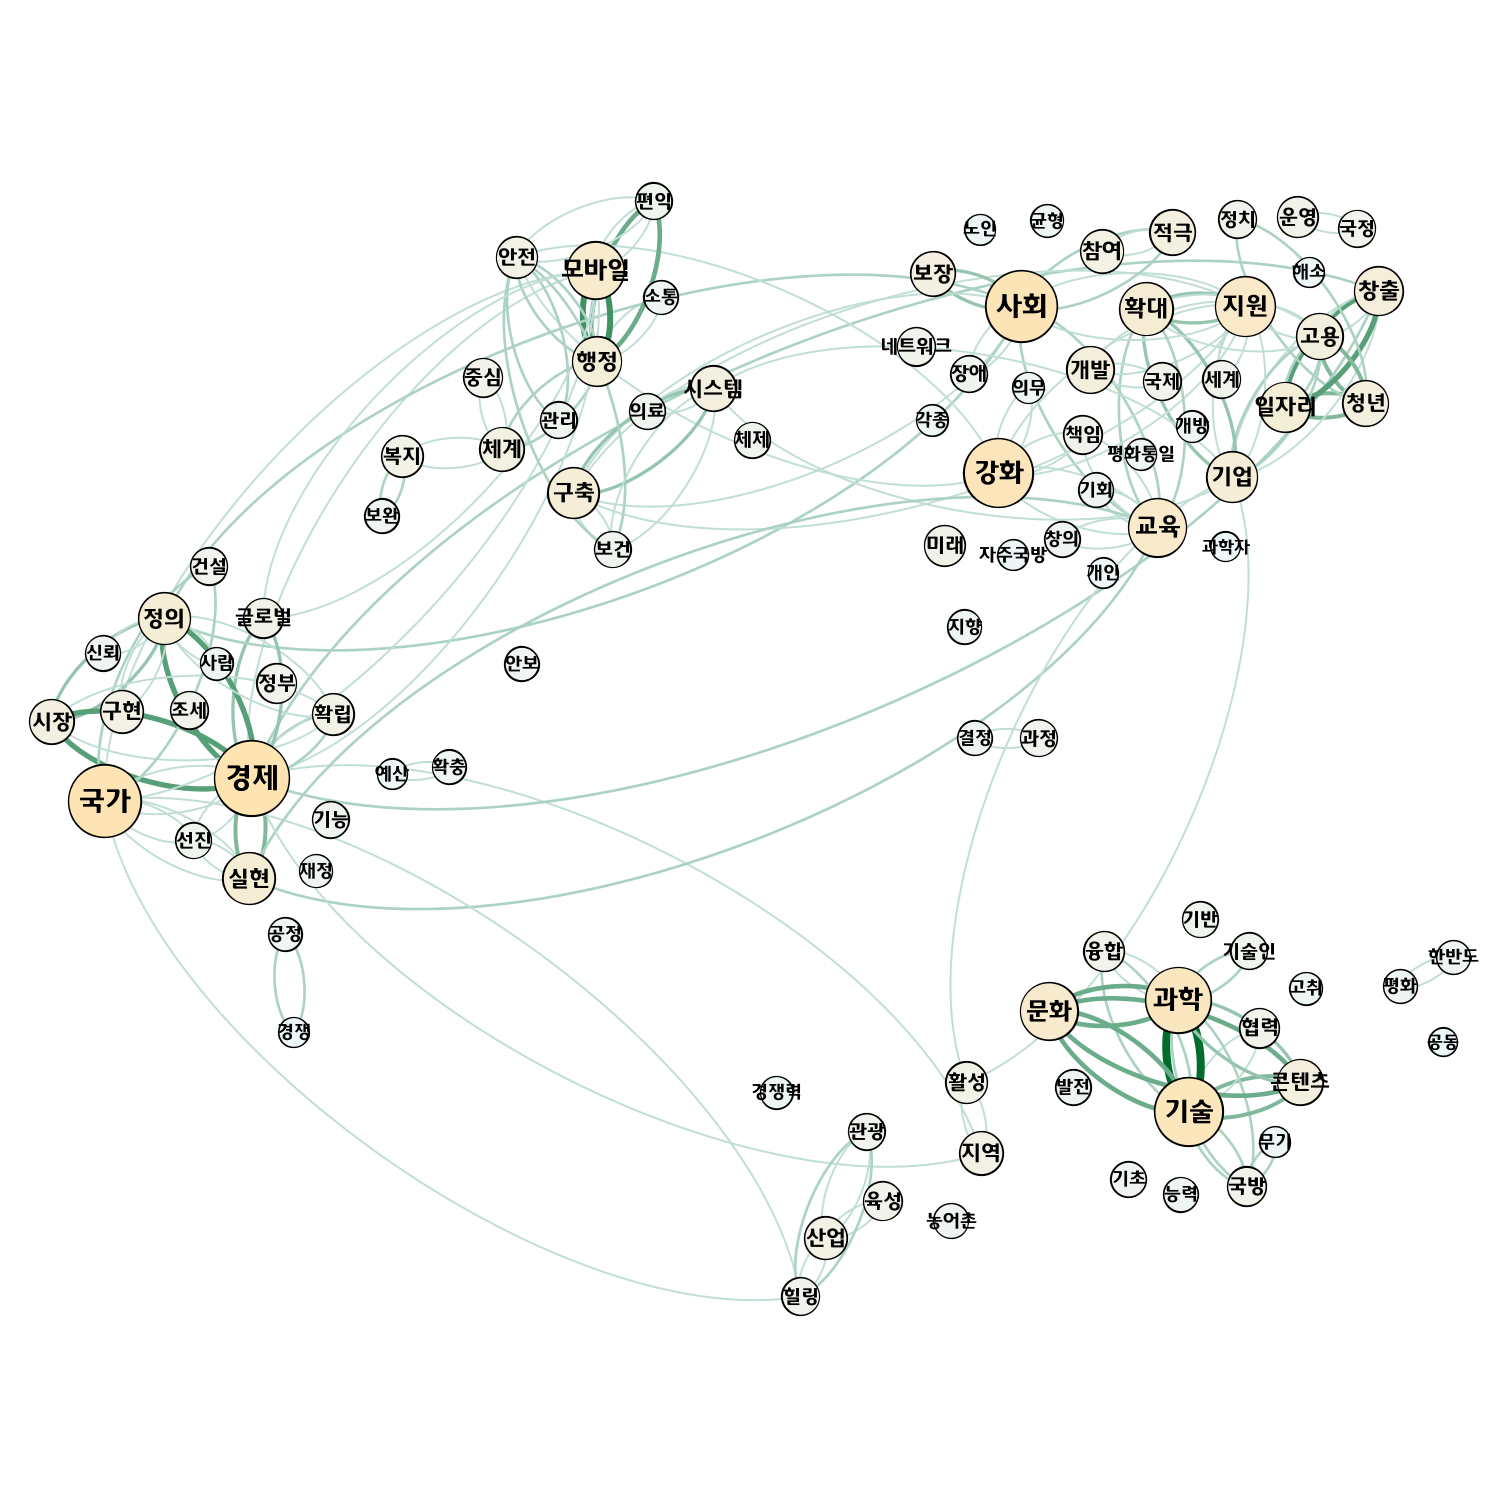 편익
노인
균형
정치
운영
국정
적극
참여
안전
모바일
보장
해소
소통
사회
확대
지원
창출
고용
네트워크
행정
중심
시스템
장애
의무
개발
국제
세계
일자리
청년
의료
관리
각종
개방
체제
체계
복지
책임
평화통일
강화
기업
구축
기회
보완
교육
보건
미래
자주국방
창의
과학자
건설
개인
정의
글로벌
지향
신뢰
사람
안보
정부
시장
구현
조세
확립
결정
과정
경제
예산
확충
국가
기능
선진
실현
재정
기반
공정
융합
기술인
한반도
평화
고취
과학
문화
경쟁
협력
공동
활성
발전
콘텐츠
경쟁력
기술
관광
무기
지역
기초
능력
국방
육성
농어촌
산업
힐링